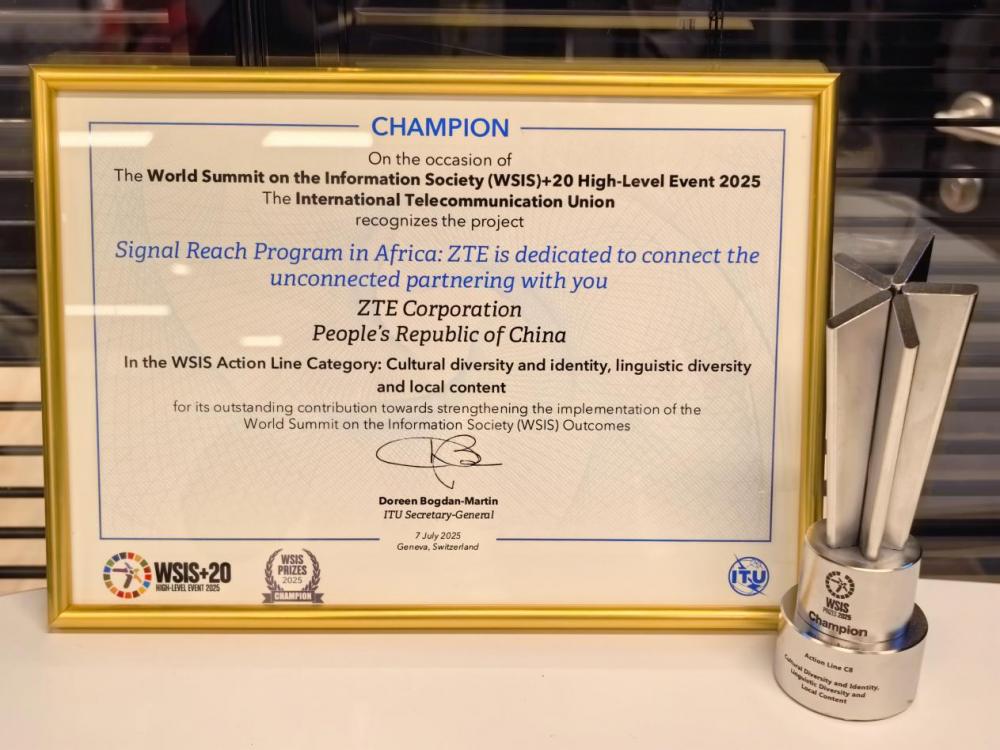 CHAMPION
On the occasion of
The World Summit on the Information Society (WSIS)+20 High-Level Event 2025
The International Telecommunication Union
recognizes the project
Signal Reach Program in Africa: ZTE is dedicated to connect the
unconnected partnering with you
ZTE Corporation
People's Republic of China
In the WSIS Action Line Category: Cultural diversity and identity, linguistic diversity
and local content
for its outstanding contribution towards strengthening the implementation of the
World Summit on the Information Society (WSIS) Outcomes
Doreen Bogdan-Martin
ITU Secretary-General
7 July 2025
Geneva, Switzerland
WSIS+20
HIGH-LEVEL EVENT 2025
WSIS
PRIZES
2025
CHAMPION
ITU
WSIS
PRIZES 2025
Champion
Action Line C8
Cultural Diversity and Identity,
Linguistic Diversity and
Local Content